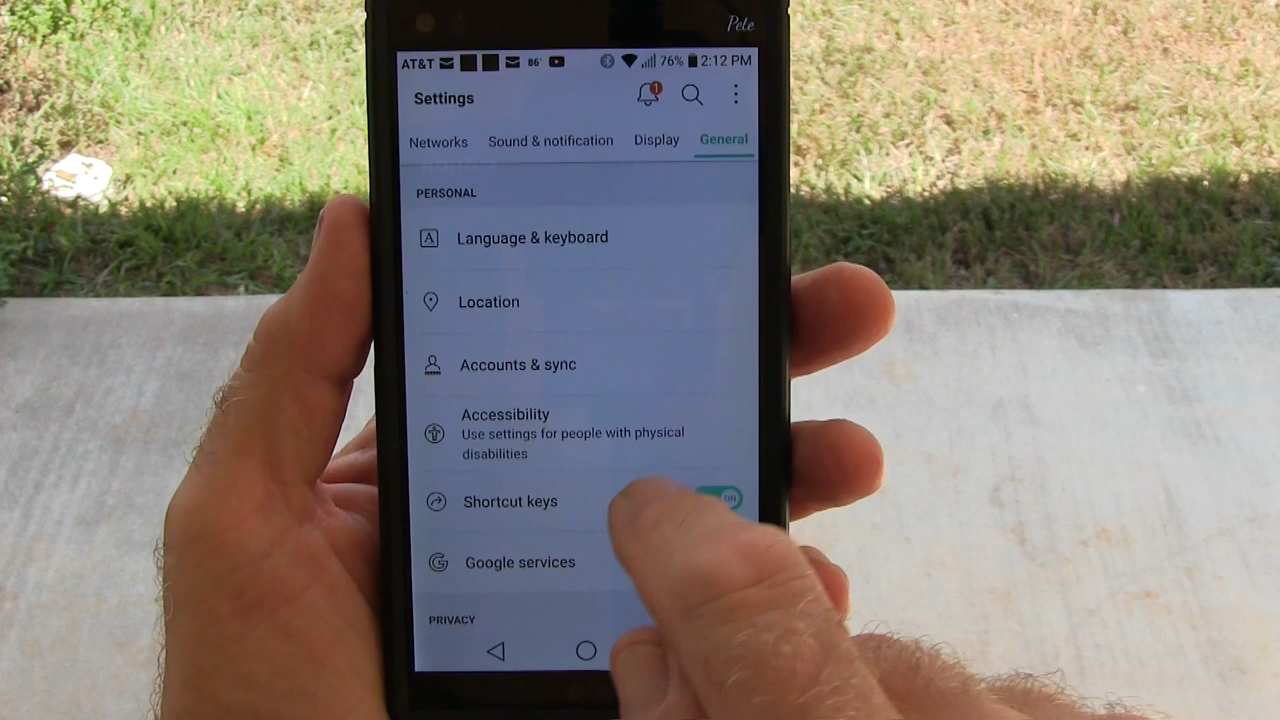 Pete
AT&T 86° 76% 2:12 PM
Settings 1
Networks Sound & notification Display General
PERSONAL
A Language & keyboard
Location
Accounts & sync
Accessibility
Use settings for people with physical
disabilities
Shortcut keys ON
Google services
PRIVACY